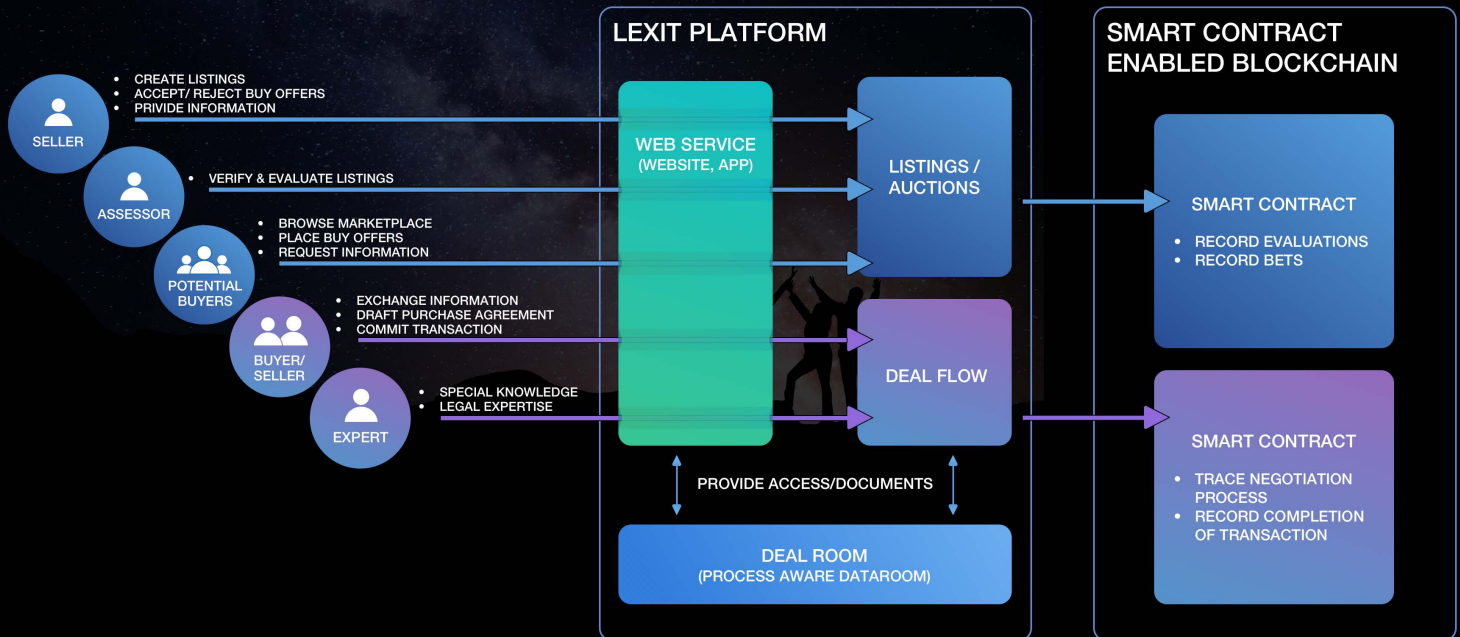 LEXIT PLATFORM
SMART CONTRACT
ENABLED BLOCKCHAIN
SELLER
• CREATE LISTINGS
• ACCEPT/ REJECT BUY OFFERS
• PRIVIDE INFORMATION
ASSESSOR
• VERIFY & EVALUATE LISTINGS
POTENTIAL
BUYERS
• BROWSE MARKETPLACE
• PLACE BUY OFFERS
• REQUEST INFORMATION
BUYER/
SELLER
• EXCHANGE INFORMATION
• DRAFT PURCHASE AGREEMENT
• COMMIT TRANSACTION
EXPERT
• SPECIAL KNOWLEDGE
• LEGAL EXPERTISE
WEB SERVICE
(WEBSITE, APP)
LISTINGS /
AUCTIONS
DEAL FLOW
PROVIDE ACCESS/DOCUMENTS
DEAL ROOM
(PROCESS AWARE DATAROOM)
SMART CONTRACT
• RECORD EVALUATIONS
• RECORD BETS
SMART CONTRACT
• TRACE NEGOTIATION
PROCESS
• RECORD COMPLETION
OF TRANSACTION